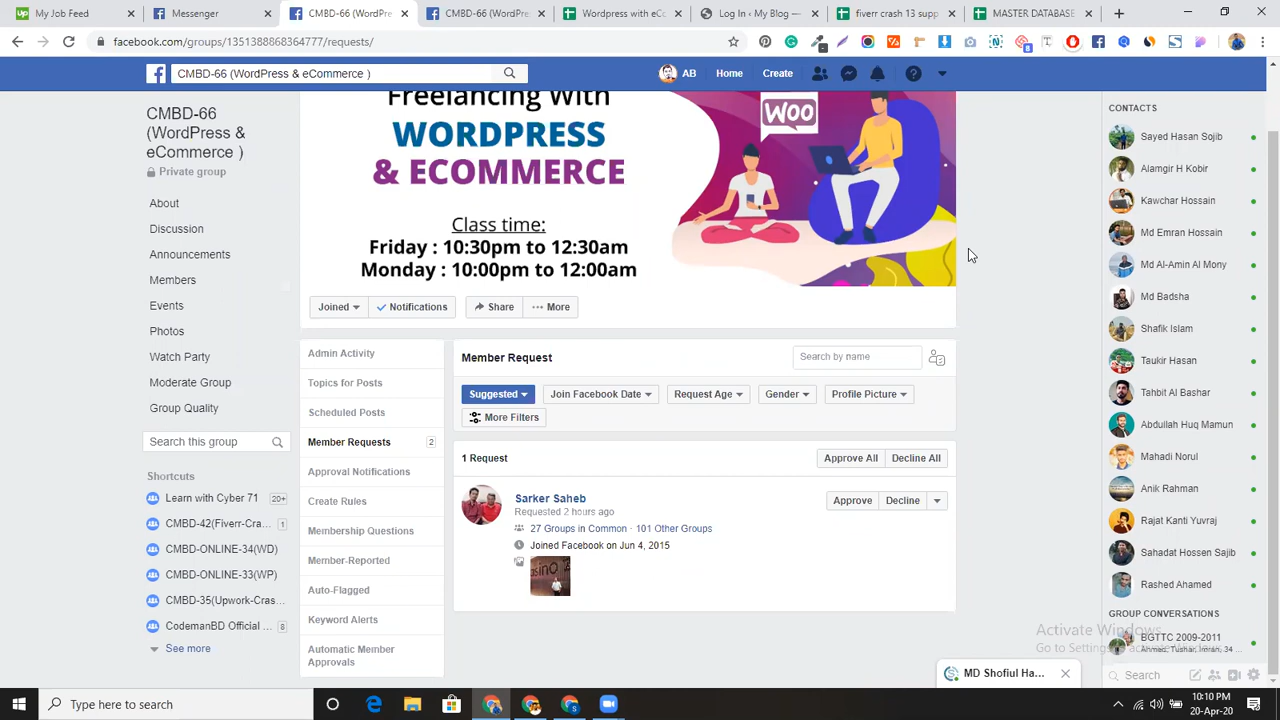 My Job Feed
Messenger
CMBD-66 (WordPre
CMBD-66 (WordPre
Wordpress with eCo
In ‹ My Blog —
fiverr crash 13 supp
MASTER DATABASE
facebook.com/groups/1351388868364777/requests/
CMBD-66 (WordPress & eCommerce )
AB
Home
Create
CMBD-66
(WordPress &
eCommerce )
Private group
About
Discussion
Announcements
Members
Events
Photos
Watch Party
Moderate Group
Group Quality
Search this group
Shortcuts
Learn with Cyber 71 20+
CMBD-42(Fiverr-Cra... 1
CMBD-ONLINE-34(WD)
CMBD-ONLINE-33(WP)
CMBD-35(Upwork-Cras...
CodemanBD Official ... 8
See more
Freelancing With
WORDPRESS
& ECOMMERCE
WOO
Class time:
Friday : 10:30pm to 12:30am
Monday : 10:00pm to 12:00am
Joined
Notifications
Share
More
Admin Activity
Topics for Posts
Scheduled Posts
Member Requests 2
Approval Notifications
Create Rules
Membership Questions
Member-Reported
Auto-Flagged
Keyword Alerts
Automatic Member
Approvals
Member Request
Search by name
Suggested
Join Facebook Date
Request Age
Gender
Profile Picture
More Filters
1 Request
Approve All
Decline All
Sarker Saheb
Approve
Decline
Requested 2 hours ago
27 Groups in Common · 101 Other Groups
Joined Facebook on Jun 4, 2015
CONTACTS
Sayed Hasan Sojib
Alamgir H Kobir
Kawchar Hossain
Md Emran Hossain
Md Al-Amin Al Mony
Md Badsha
Shafik Islam
Taukir Hasan
Tahbil Al Bashar
Abdullah Huq Mamun
Mahadi Norul
Anik Rahman
Rajat Kanti Yuvraj
Sahadat Hossen Sajib
Rashed Ahamed
GROUP CONVERSATIONS
BGTTC 2009-2011
Activate Windows
MD Shofiul Ha...
Search
Type here to search
10:10 PM
20-Apr-20